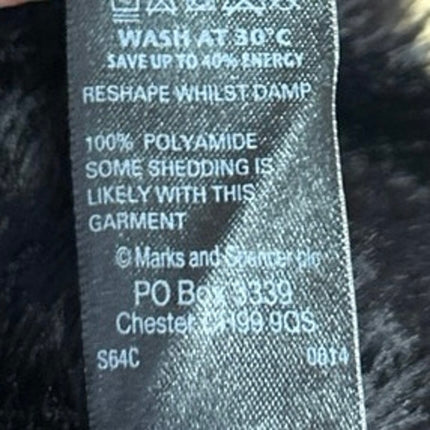 WASH AT 30°C
SAVE UP TO 40% ENERGY
RESHAPE WHILST DAMP
100% POLYAMIDE
SOME SHEDDING IS
LIKELY WITH THIS
GARMENT
© Marks and Spencer plc
PO Box 3339
Chester CH99 9QS
S64C 0614